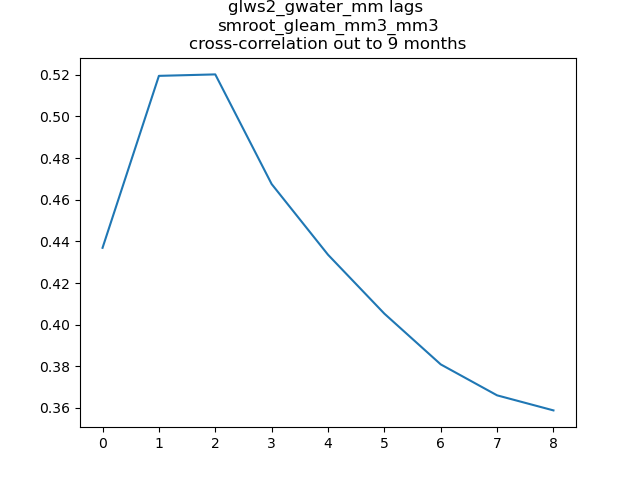 glws2_gwater_mm lags
smroot_gleam_mm3_mm3
cross-correlation out to 9 months
0.52
0.50
0.48
0.46
0.44
0.42
0.40
0.38
0.36
0 1 2 3 4 5 6 7 8